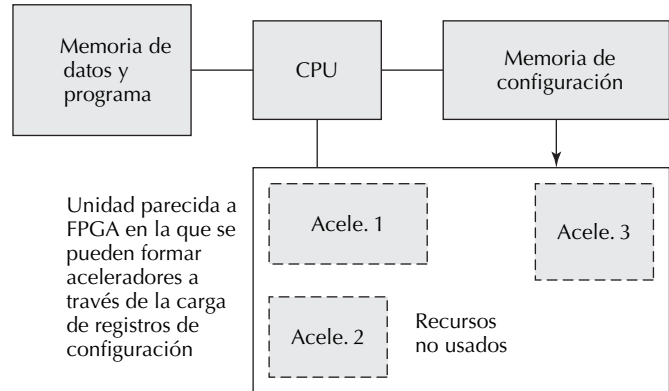 Memoria de
datos y
programa
CPU
Memoria de
configuración
Unidad parecida a
FPGA en la que se
pueden formar
aceleradores a
través de la carga
de registros de
configuración
Acele. 1
Acele. 3
Acele. 2
Recursos
no usados